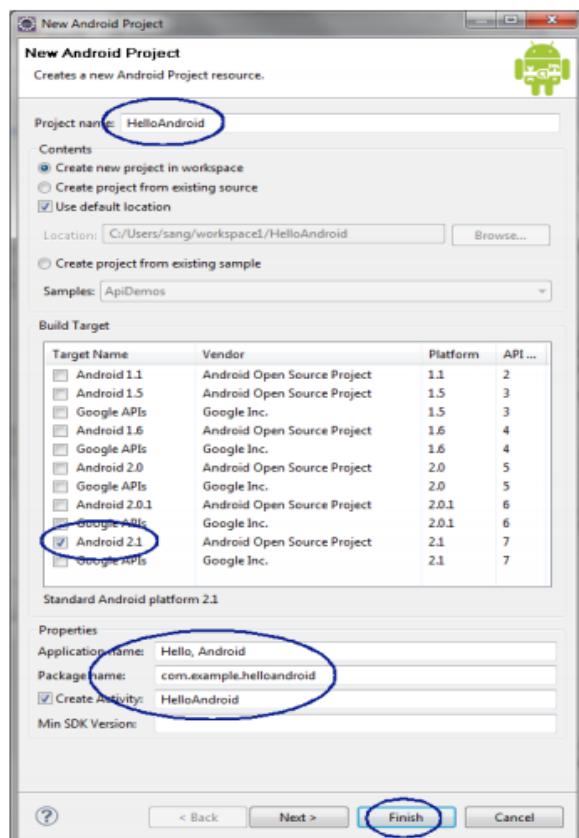 New Android Project
New Android Project
Creates a new Android Project resource.
Project name: HelloAndroid
Contents
Create new project in workspace
Create project from existing source
Use default location
Location: C:/Users/sang/workspace1/HelloAndroid Browse...
Create project from existing sample
Samples: ApiDemos
Build Target
Target Name Vendor Platform API ...
Android 1.1 Android Open Source Project 1.1 2
Android 1.5 Android Open Source Project 1.5 3
Google APIs Google Inc. 1.5 3
Android 1.6 Android Open Source Project 1.6 4
Google APIs Google Inc. 1.6 4
Android 2.0 Android Open Source Project 2.0 5
Google APIs Google Inc. 2.0 5
Android 2.0.1 Android Open Source Project 2.0.1 6
Google APIs Google Inc. 2.0.1 6
Android 2.1 Android Open Source Project 2.1 7
Google APIs Google Inc. 2.1 7
Standard Android platform 2.1
Properties
Application name: Hello, Android
Package name: com.example.helloandroid
Create Activity: HelloAndroid
Min SDK Version:
? < Back Next > Finish Cancel